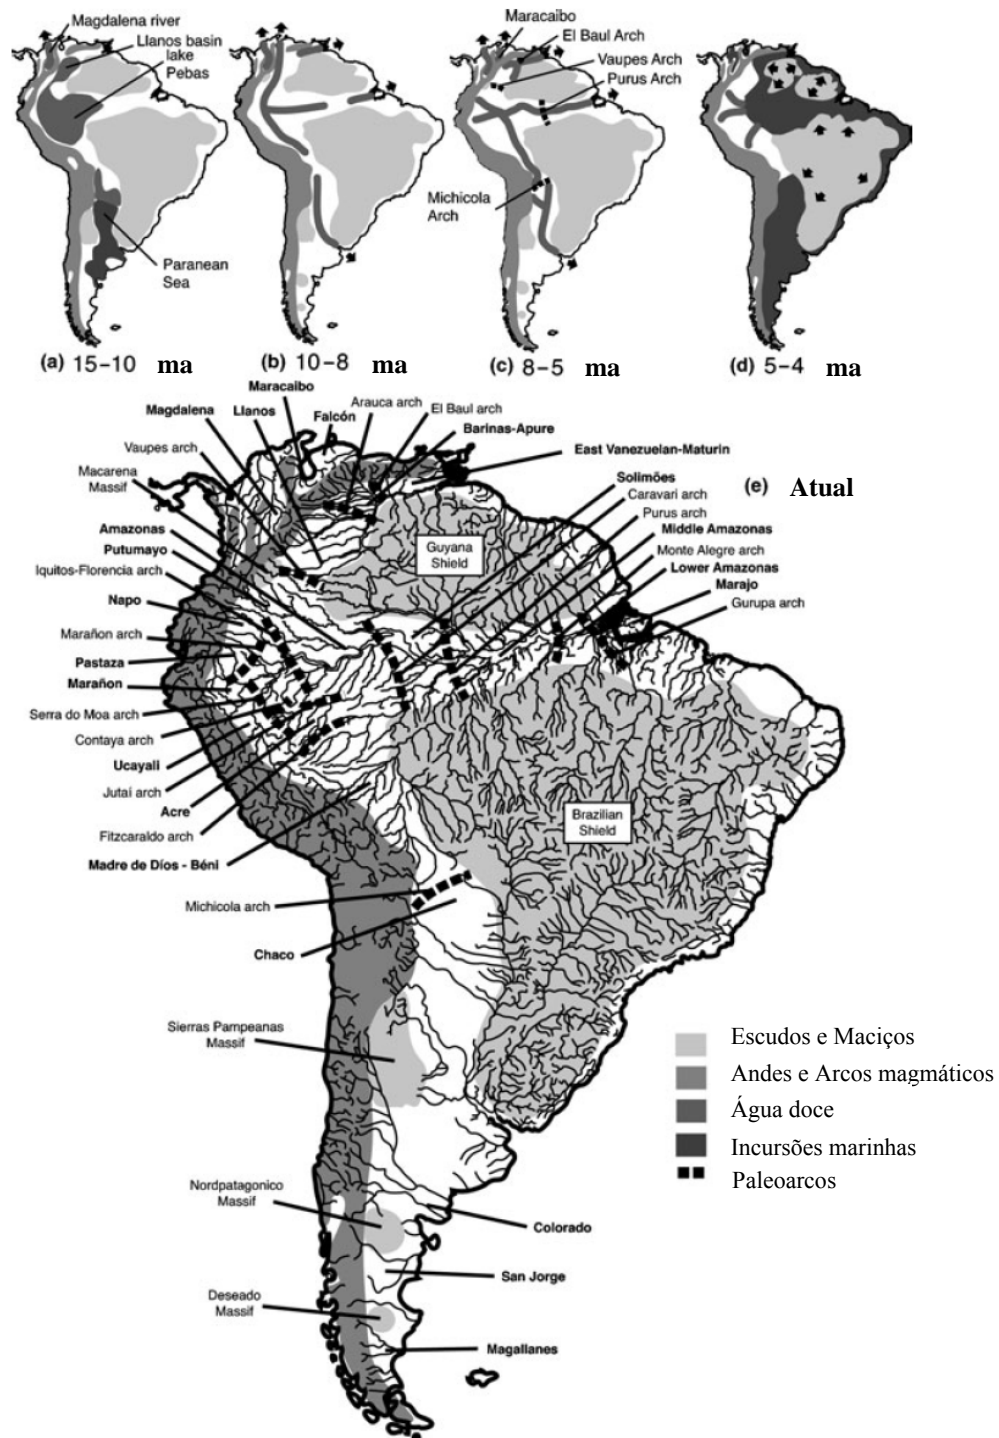 Magdalena river
Llanos basin
lake
Pebas
Paranean
Sea
(a) 15-10 ma
(b) 10-8 ma
Maracaibo
El Baul Arch
Vaupes Arch
Purus Arch
Michicola
Arch
(c) 8-5 ma
(d) 5-4 ma
Maracaibo
Magdalena
Llanos
Falcón
Arauca arch
El Baul arch
Barinas-Apure
Vaupes arch
East Vanezuelan-Maturin
Macarena
Massif
Solimões
(e) Atual
Caravari arch
Amazonas
Purus arch
Putumayo
Middle Amazonas
Iquitos-Florencia arch
Monte Alegre arch
Guyana
Shield
Lower Amazonas
Marajo
Napo
Gurupa arch
Marañon arch
Pastaza
Marañon
Serra do Moa arch
Contaya arch
Ucayali
Jutaí arch
Acre
Fitzcaraldo arch
Brazilian
Shield
Madre de Díos - Béni
Michicola arch
Chaco
Sierras Pampeanas
Massif
Escudos e Maciços
Andes e Arcos magmáticos
Água doce
Incursões marinhas
Paleoarcos
Nordpatagonico
Massif
Colorado
San Jorge
Deseado
Massif
Magallanes